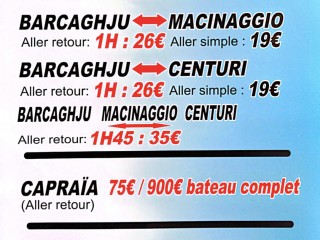 BARCAGHJU ↔ MACINAGGIO
Aller retour: 1H : 26€ Aller simple : 19€
BARCAGHJU ↔ CENTURI
Aller retour: 1H : 26€ Aller simple : 19€
BARCAGHJU MACINAGGIO CENTURI
Aller retour: 1H45 : 35€
CAPRAÏA 75€ / 900€ bateau complet
(Aller retour)